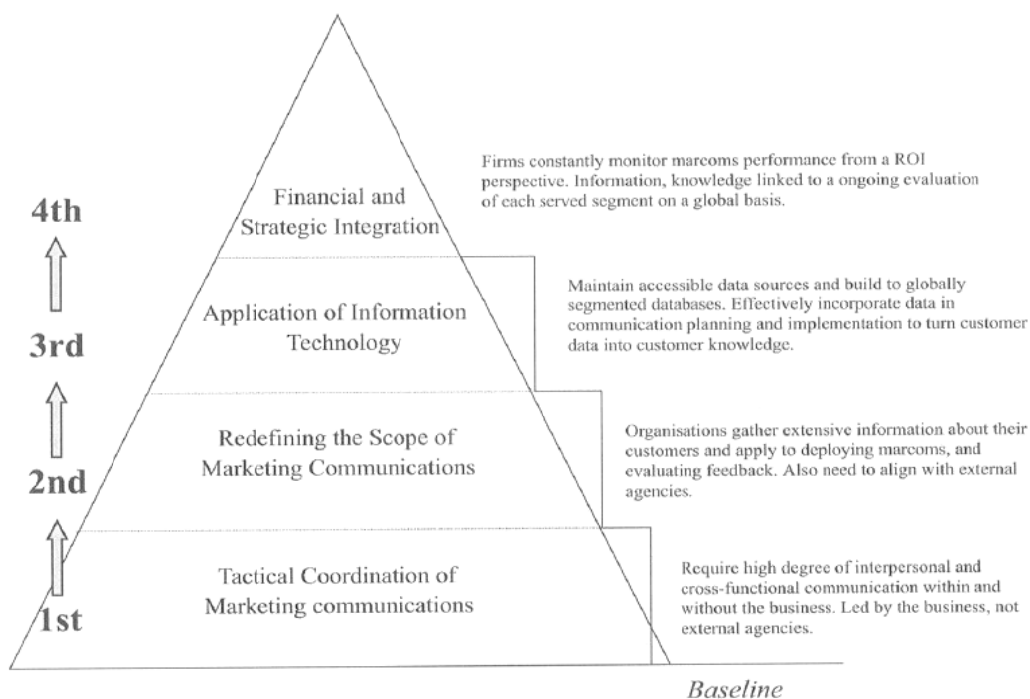 4th
Financial and
Strategic Integration
Firms constantly monitor marcoms performance from a ROI
perspective. Information, knowledge linked to a ongoing evaluation
of each served segment on a global basis.
3rd
Application of Information
Technology
Maintain accessible data sources and build to globally
segmented databases. Effectively incorporate data in
communication planning and implementation to turn customer
data into customer knowledge.
2nd
Redefining the Scope of
Marketing Communications
Organisations gather extensive information about their
customers and apply to deploying marcoms, and
evaluating feedback. Also need to align with external
agencies.
1st
Tactical Coordination of
Marketing communications
Require high degree of interpersonal and
cross-functional communication within and
without the business. Led by the business, not
external agencies.
Baseline